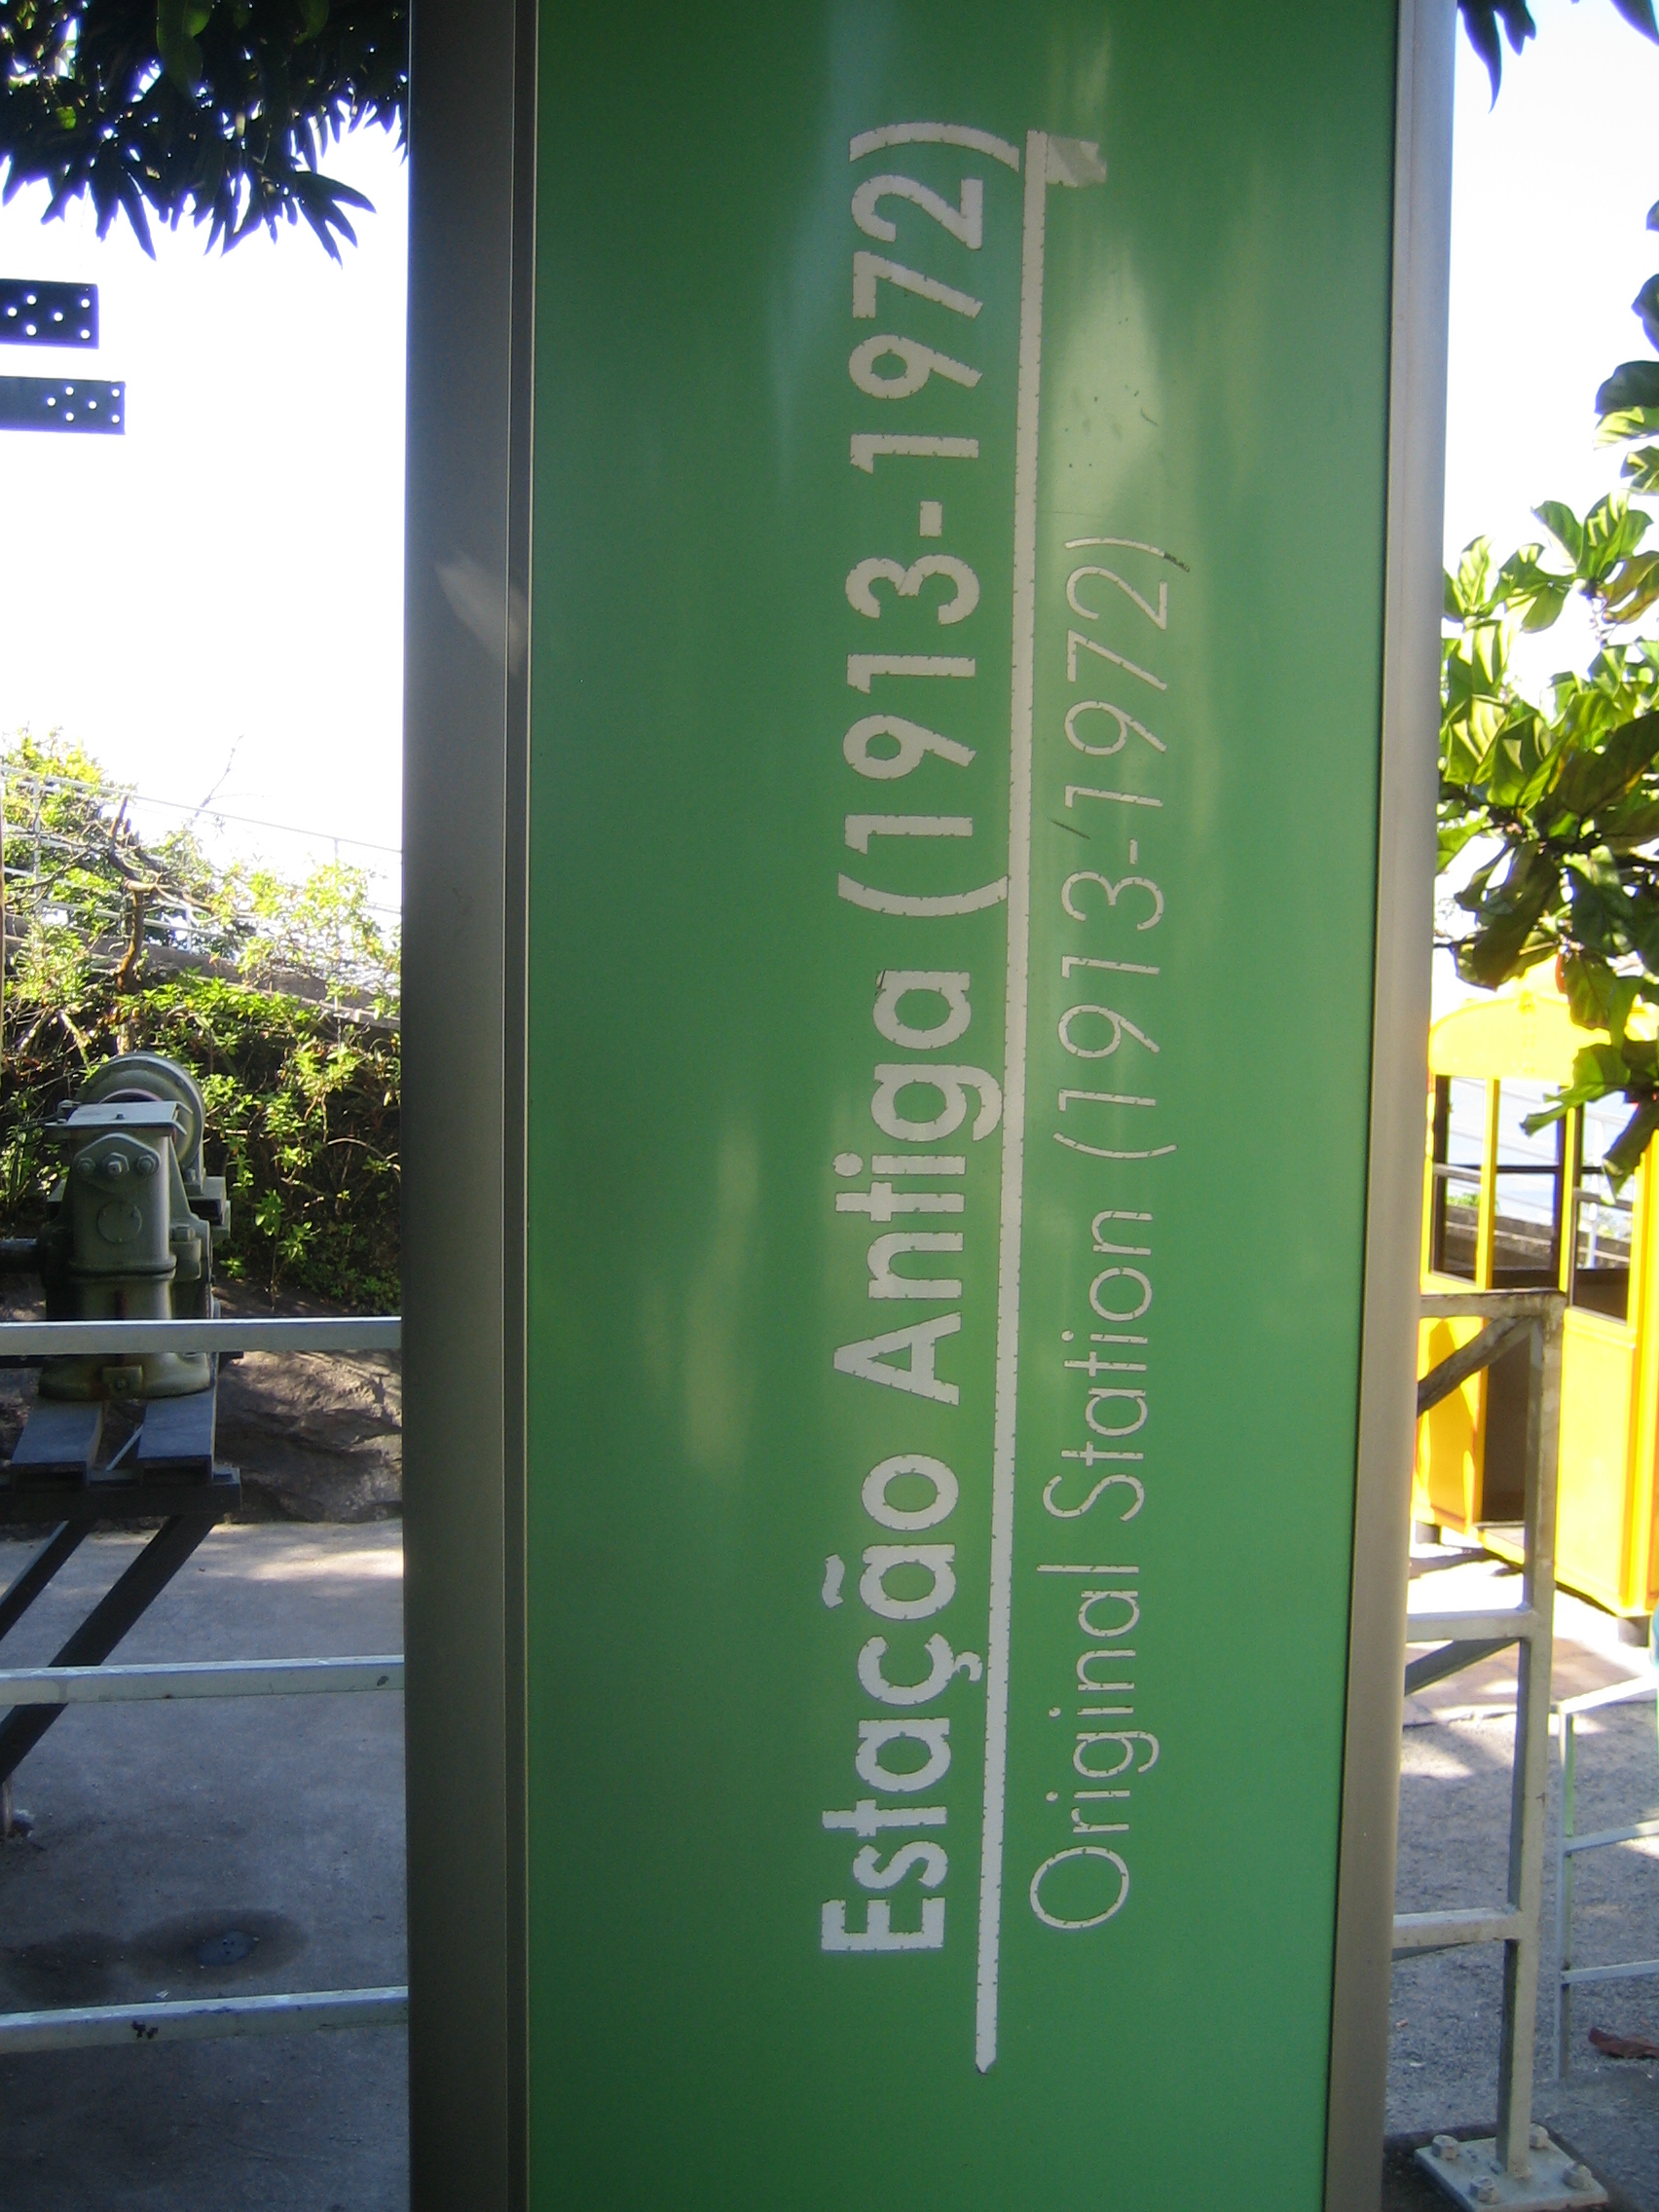 Estação Antiga (1913-1972)
Original Station (1913-1972)